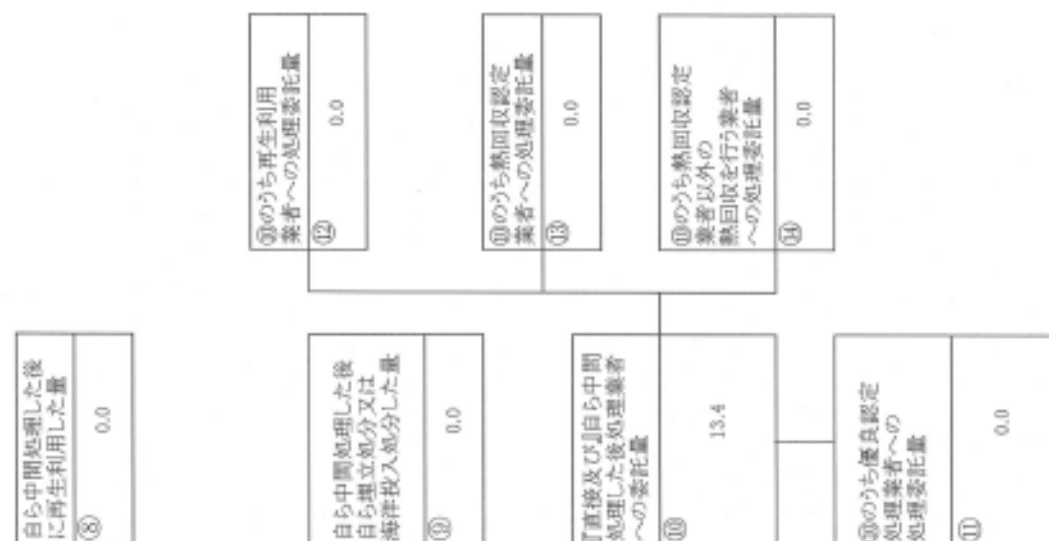 自ら中間処理した後
に再生利用した量
⑧
0.0
自ら中間処理した後
自ら埋立処分又は
海洋投入処分した量
⑨
0.0
『直接及び』自ら中間
処理した後処理業者
への委託量
⑩
13.4
⑩のうち優良認定
処理業者への
処理委託量
⑪
0.0
⑩のうち再生利用
業者への処理委託量
⑫
0.0
⑩のうち熱回収認定
業者への処理委託量
⑬
0.0
⑩のうち熱回収認定
業者以外の
熱回収を行う業者
への処理委託量
⑭
0.0